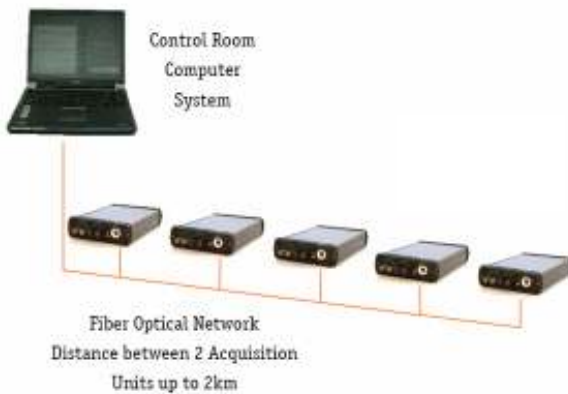 Control Room
Computer
System
Fiber Optical Network
Distance between 2 Acquisition
Units up to 2km